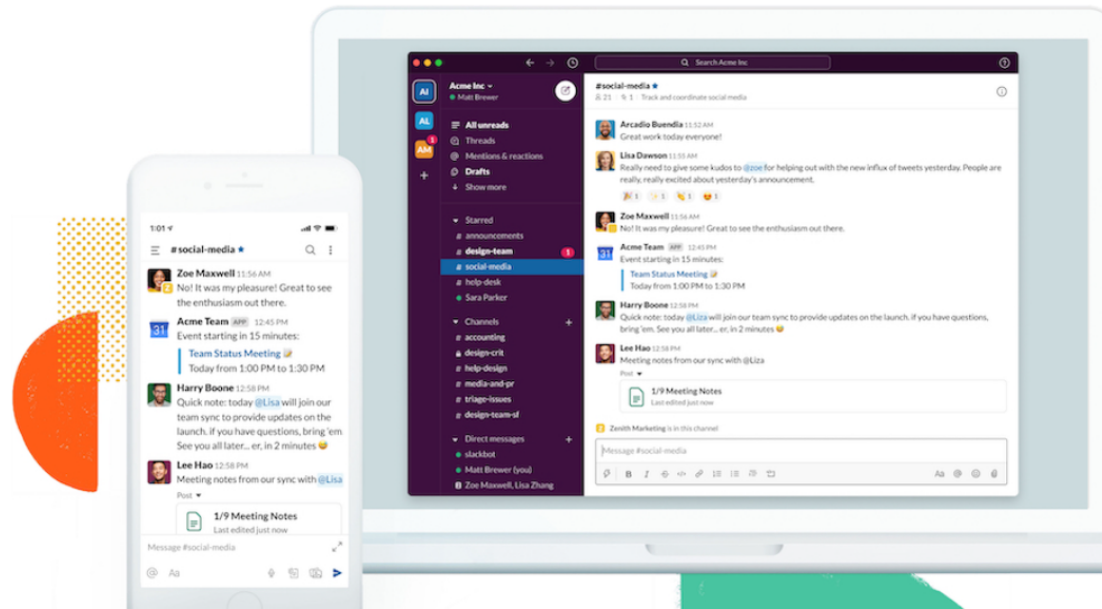 Search Acme Inc
AI
AL
AM
1
Acme Inc
Matt Brewer
All unreads
Threads
Mentions & reactions
Drafts
Show more
Starred
# announcements
# design-team 1
# social-media
# help-desk
Sara Parker
Channels +
# accounting
design-crit
# help-design
# media-and-pr
# triage-issues
# design-team-sf
Direct messages +
slackbot
Matt Brewer (you)
Zoe Maxwell, Lisa Zhang
#social-media
21 | 1 | Track and coordinate social media
Arcadio Buendia 11:52 AM
Great work today everyone!
Lisa Dawson 11:55 AM
Really need to give some kudos to @zoe for helping out with the new influx of tweets yesterday. People are
really, really excited about yesterday's announcement.
1 1 1 1
Zoe Maxwell 11:56 AM
No! It was my pleasure! Great to see the enthusiasm out there.
31
Acme Team APP 12:45 PM
Event starting in 15 minutes:
Team Status Meeting
Today from 1:00 PM to 1:30 PM
Harry Boone 12:58 PM
Quick note: today @Liza will join our team sync to provide updates on the launch. if you have questions,
bring 'em. See you all later... er, in 2 minutes
Lee Hao 12:58 PM
Meeting notes from our sync with @Liza
Post
1/9 Meeting Notes
Last edited just now
Zenith Marketing is in this channel
Message #social-media
B I
Aa @
1:01
#social-media
Zoe Maxwell 11:56 AM
No! It was my pleasure! Great to see
the enthusiasm out there.
31
Acme Team APP 12:45 PM
Event starting in 15 minutes:
Team Status Meeting
Today from 1:00 PM to 1:30 PM
Harry Boone 12:58 PM
Quick note: today @Lisa will join our
team sync to provide updates on the
launch. if you have questions, bring 'em
See you all later... er, in 2 minutes
Lee Hao 12:58 PM
Meeting notes from our sync with @Lisa
Post
1/9 Meeting Notes
Last edited just now
Message #social-media
@ Aa